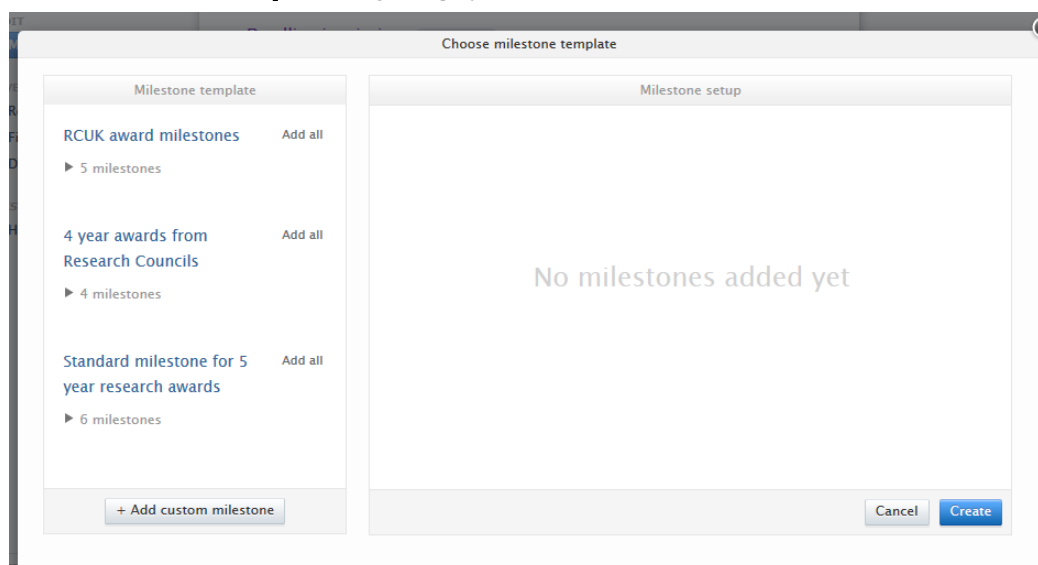 Choose milestone template
Milestone template
RCUK award milestones
Add all
5 milestones
4 year awards from
Research Councils
Add all
4 milestones
Standard milestone for 5
year research awards
Add all
6 milestones
+ Add custom milestone
Milestone setup
No milestones added yet
Cancel
Create